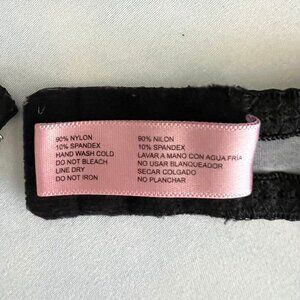 90% NYLON
10% SPANDEX
HAND WASH COLD
DO NOT BLEACH
LINE DRY
DO NOT IRON
90% NILON
10% SPANDEX
LAVAR A MANO CON AGUA FRIA
NO USAR BLANQUEADOR
SECAR COLGADO
NO PLANCHAR